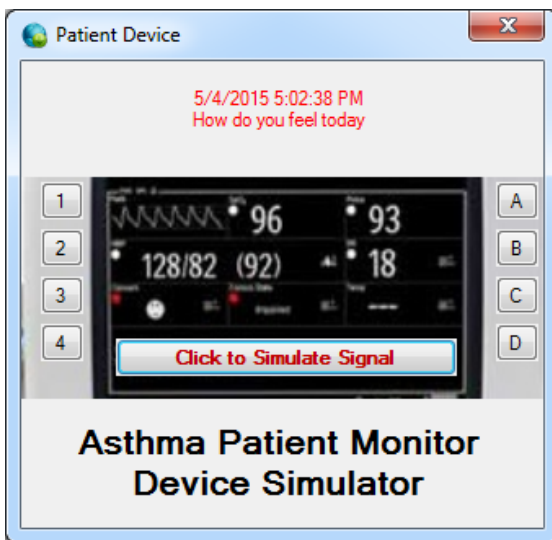 Patient Device
5/4/2015 5:02:38 PM
How do you feel today
1
A
96
93
2
B
128/82 (92)
18
3
C
---
4
D
Click to Simulate Signal
Asthma Patient Monitor
Device Simulator